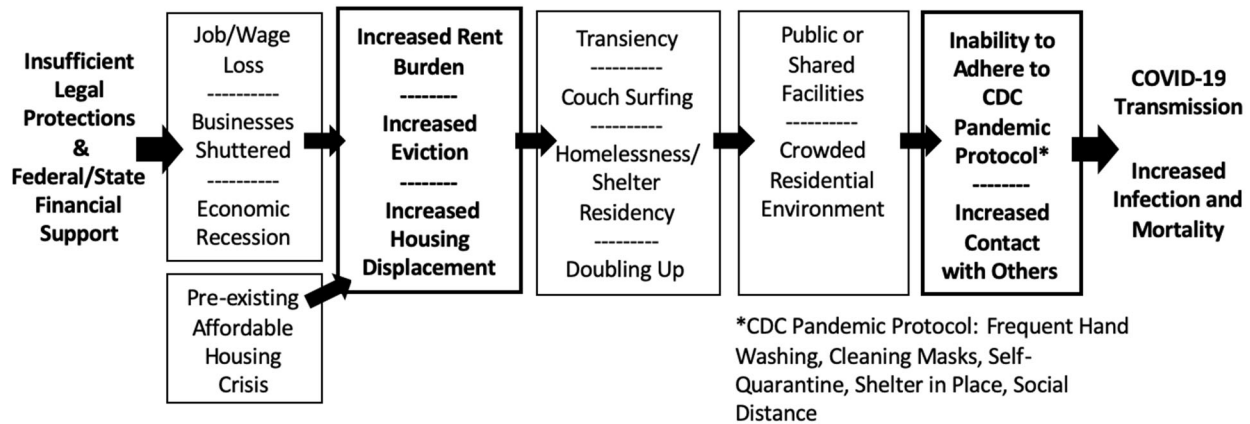 Insufficient
Legal
Protections
&
Federal/State
Financial
Support
Job/Wage
Loss
----------
Businesses
Shuttered
----------
Economic
Recession
Pre-existing
Affordable
Housing
Crisis
Increased Rent
Burden
--------
Increased
Eviction
--------
Increased
Housing
Displacement
Transiency
----------
Couch Surfing
----------
Homelessness/
Shelter
Residency
---------
Doubling Up
Public or
Shared
Facilities
----------
Crowded
Residential
Environment
Inability to
Adhere to
CDC
Pandemic
Protocol*
--------
Increased
Contact
with Others
COVID-19
Transmission
Increased
Infection and
Mortality
*CDC Pandemic Protocol: Frequent Hand
Washing, Cleaning Masks, Self-
Quarantine, Shelter in Place, Social
Distance